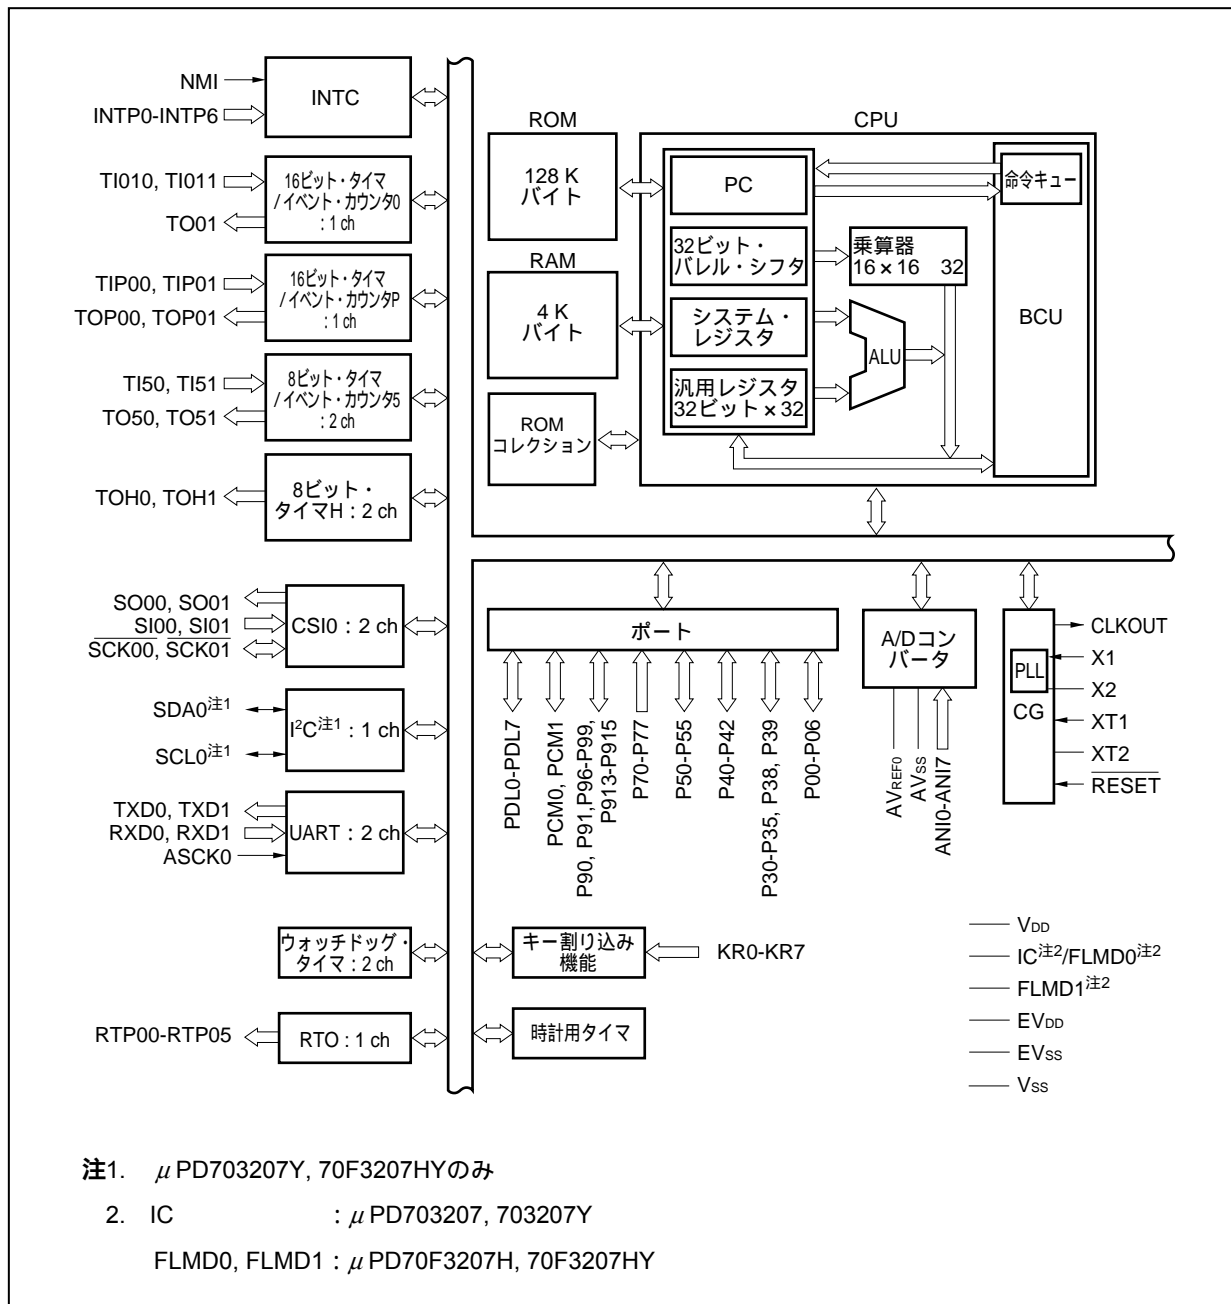 NMI
INTP0-INTP6
INTC
TI010, TI011
TO01
16ビット・タイマ
/イベント・カウンタ0
: 1 ch
TIP00, TIP01
TOP00, TOP01
16ビット・タイマ
/イベント・カウンタP
: 1 ch
TI50, TI51
TO50, TO51
8ビット・タイマ
/イベント・カウンタ5
: 2 ch
TOH0, TOH1
8ビット・
タイマH : 2 ch
SO00, SO01
SI00, SI01
SCK00, SCK01
CSI0 : 2 ch
SDA0注1
SCL0注1
I²C注1 : 1 ch
TXD0, TXD1
RXD0, RXD1
ASCK0
UART : 2 ch
ウォッチドッグ・
タイマ : 2 ch
RTP00-RTP05
RTO : 1 ch
ROM
128 K
バイト
RAM
4 K
バイト
ROM
コレクション
CPU
PC
32ビット・
バレル・シフタ
システム・
レジスタ
汎用レジスタ
32ビット × 32
乗算器
16 × 16 32
ALU
命令キュー
BCU
ポート
PDL0-PDL7
PCM0, PCM1
P90, P91, P96-P99,
P913-P915
P70-P77
P50-P55
P40-P42
P30-P35, P38, P39
P00-P06
A/Dコン
バータ
AVREF0
AVSS
ANI0-ANI7
PLL
CG
CLKOUT
X1
X2
XT1
XT2
RESET
キー割り込み
機能
KR0-KR7
時計用タイマ
VDD
IC注2/FLMD0注2
FLMD1注2
EVDD
EVSS
VSS
注1. μ PD703207Y, 70F3207HYのみ
2. IC : μ PD703207, 703207Y
FLMD0, FLMD1 : μ PD70F3207H, 70F3207HY